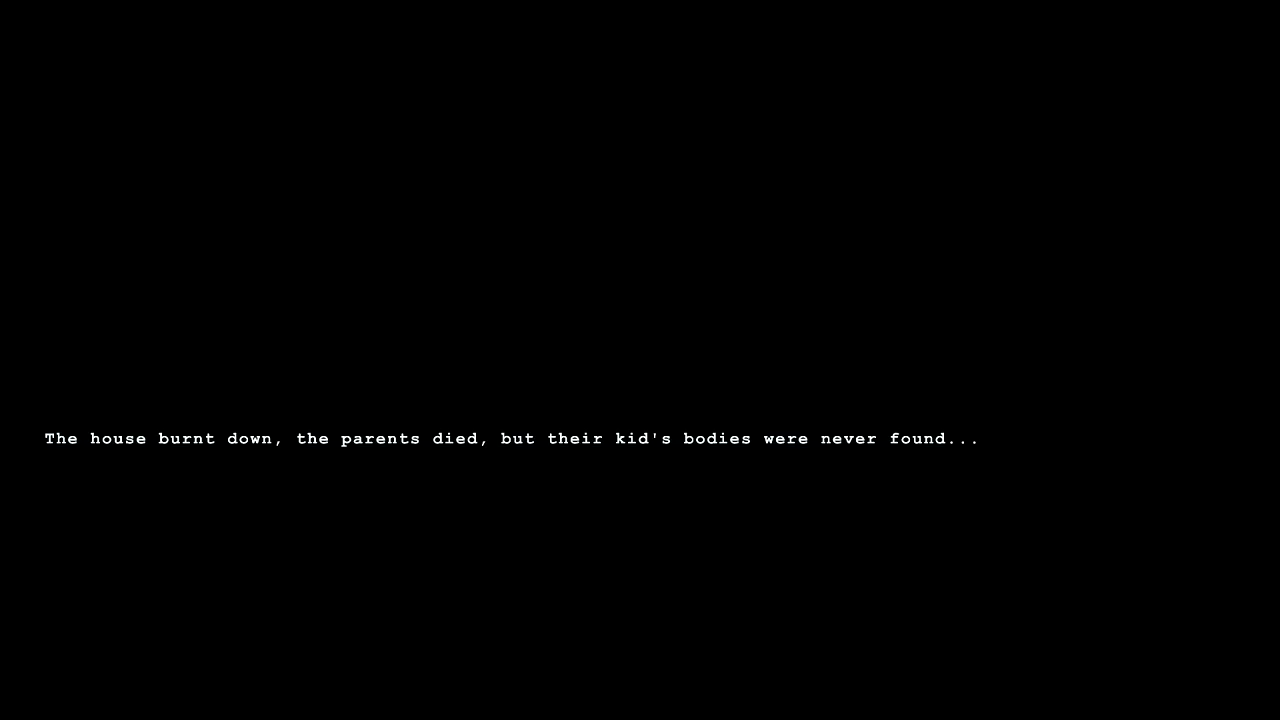 The house burnt down, the parents died, but their kid's bodies were never found...